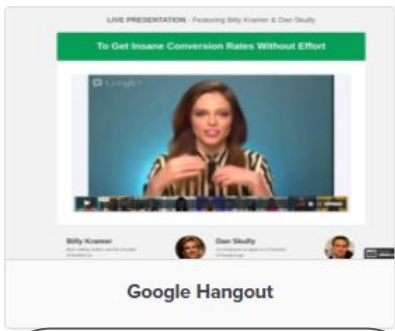 LIVE PRESENTATION - Featuring Billy Kramer & Dan Skully
To Get Insane Conversion Rates Without Effort
Google+
Billy Kramer
Dan Skully
Google Hangout